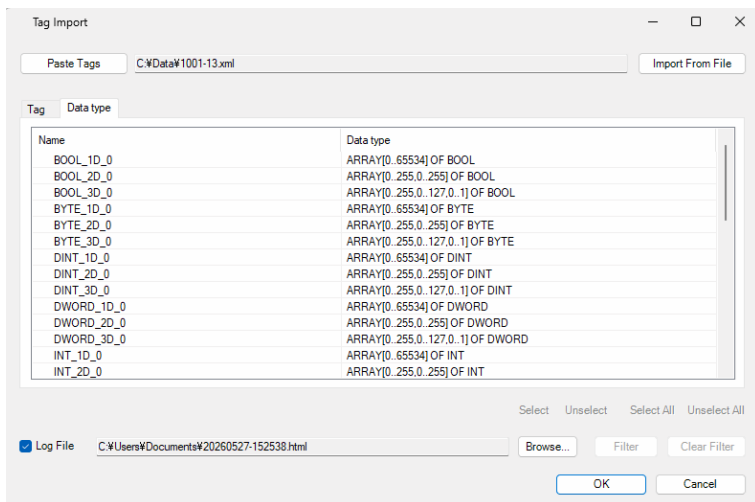 Tag Import
Paste Tags C:¥Data¥1001-13.xml Import From File
Tag Data type
Name Data type
BOOL_1D_0 ARRAY[0..65534] OF BOOL
BOOL_2D_0 ARRAY[0..255,0..255] OF BOOL
BOOL_3D_0 ARRAY[0..255,0..127,0..1] OF BOOL
BYTE_1D_0 ARRAY[0..65534] OF BYTE
BYTE_2D_0 ARRAY[0..255,0..255] OF BYTE
BYTE_3D_0 ARRAY[0..255,0..127,0..1] OF BYTE
DINT_1D_0 ARRAY[0..65534] OF DINT
DINT_2D_0 ARRAY[0..255,0..255] OF DINT
DINT_3D_0 ARRAY[0..255,0..127,0..1] OF DINT
DWORD_1D_0 ARRAY[0..65534] OF DWORD
DWORD_2D_0 ARRAY[0..255,0..255] OF DWORD
DWORD_3D_0 ARRAY[0..255,0..127,0..1] OF DWORD
INT_1D_0 ARRAY[0..65534] OF INT
INT_2D_0 ARRAY[0..255,0..255] OF INT
Select Unselect Select All Unselect All
Log File C:¥Users¥Documents¥20260527-152538.html Browse... Filter Clear Filter
OK Cancel